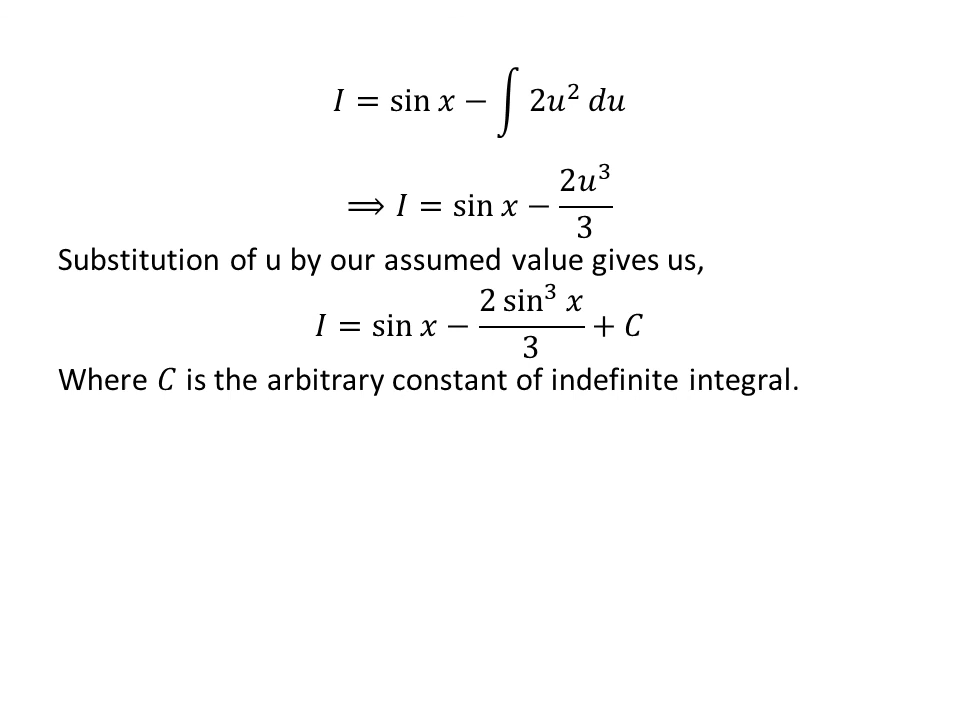 I = sin x − ∫ 2u² du
⟹ I = sin x − 2u³/3
Substitution of u by our assumed value gives us,
I = sin x − 2 sin³ x/3 + C
Where C is the arbitrary constant of indefinite integral.